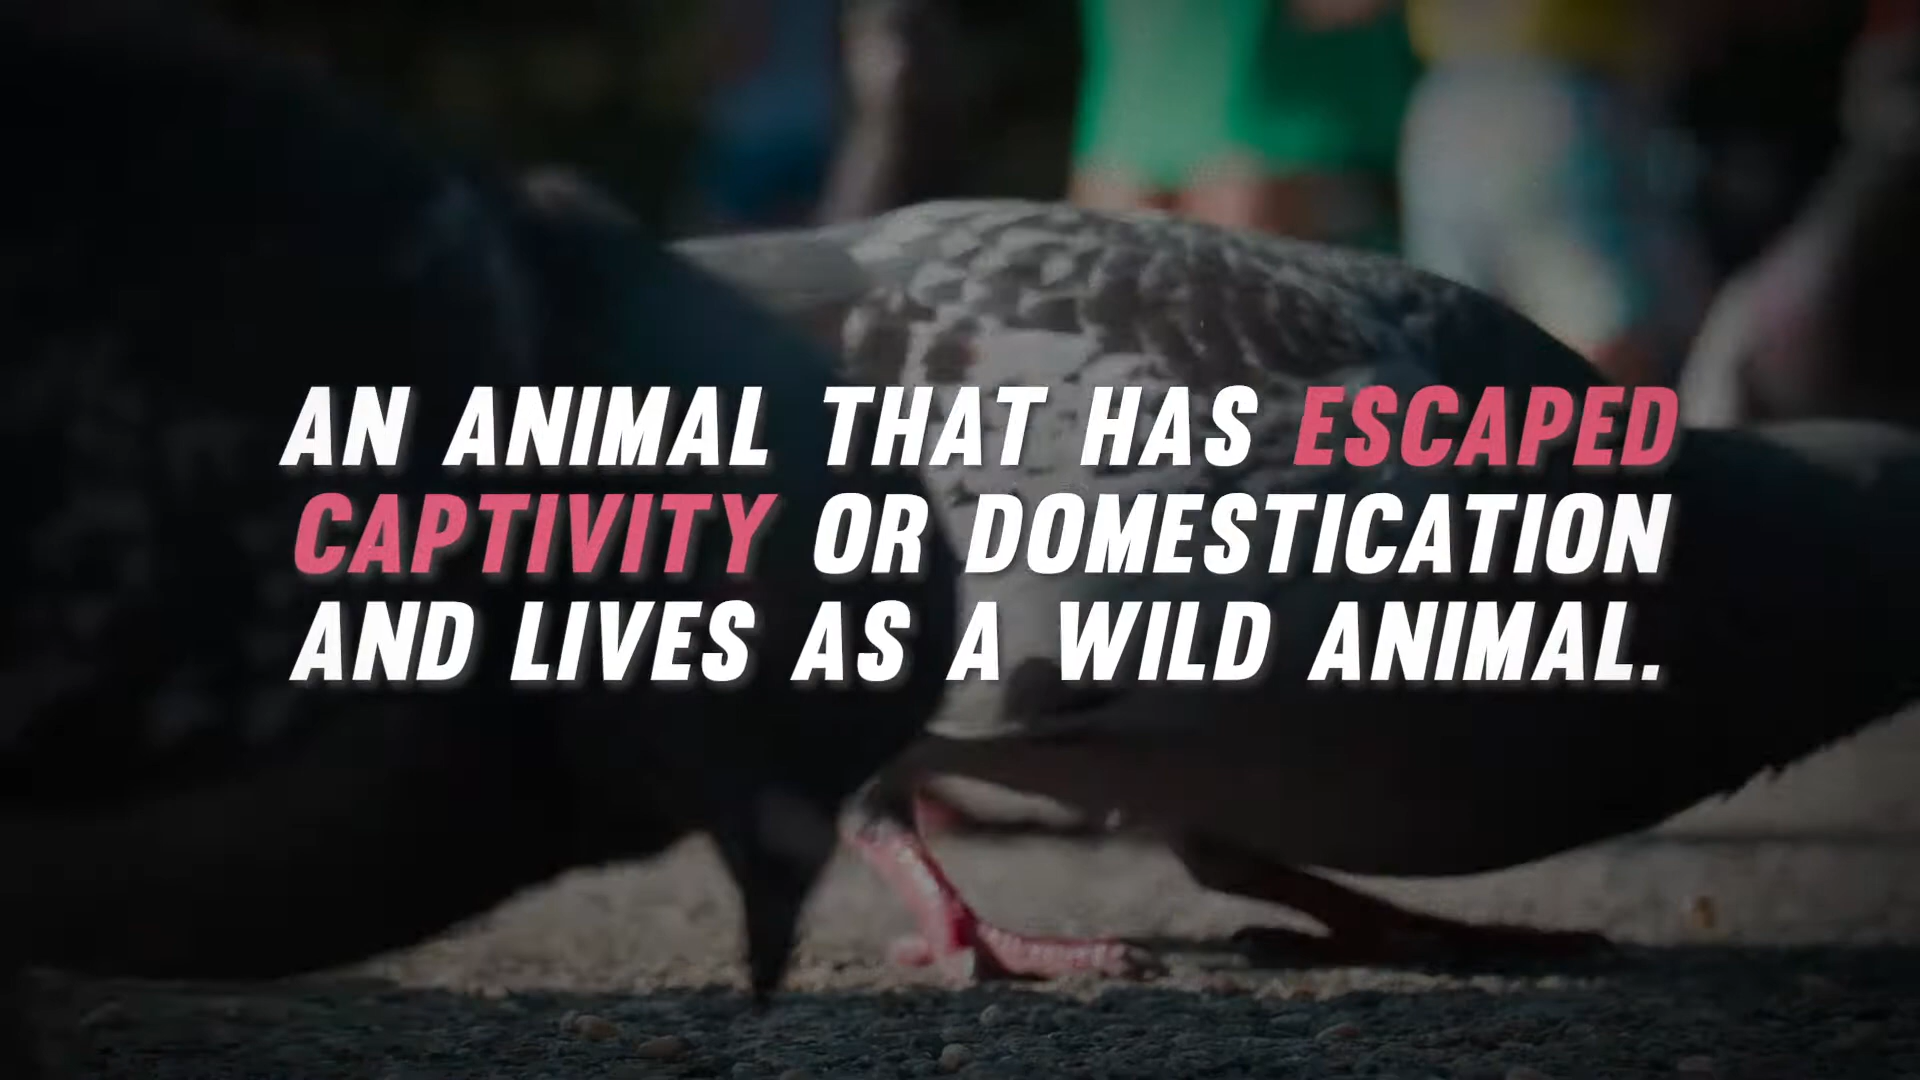 AN ANIMAL THAT HAS ESCAPED
CAPTIVITY OR DOMESTICATION
AND LIVES AS A WILD ANIMAL.